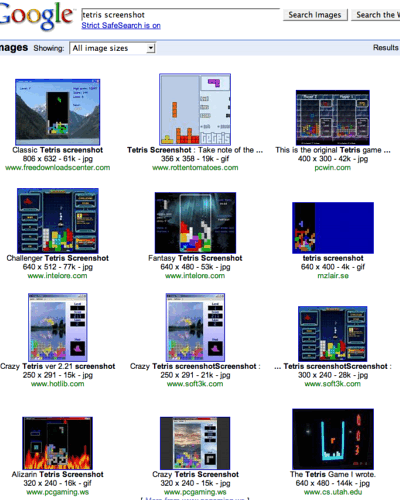 Google
tetris screenshot
Search Images
Search the W
Strict SafeSearch is on
mages
Showing:
All image sizes
Results
Classic Tetris screenshot
806 x 632 - 61k - jpg
www.freedownloadscenter.com
Tetris Screenshot : Take note of the ...
356 x 358 - 19k - gif
www.rottentomatoes.com
This is the original Tetris game ...
400 x 300 - 42k - jpg
pcwin.com
Challenger Tetris Screenshot
640 x 512 - 77k - jpg
www.intelore.com
Fantasy Tetris Screenshot
640 x 480 - 53k - jpg
www.intelore.com
tetris screenshot
640 x 400 - 4k - gif
mzlair.se
Crazy Tetris ver 2.21 screenshot
250 x 291 - 15k - jpg
www.hotlib.com
Crazy Tetris screenshotScreenshot :
250 x 291 - 21k - jpg
www.soft3k.com
... Tetris screenshotScreenshot :
300 x 240 - 28k - jpg
www.soft3k.com
Alizarin Tetris Screenshot
320 x 240 - 16k - gif
www.pcgaming.ws
Crazy Tetris Screenshot
320 x 240 - 15k - jpg
www.pcgaming.ws
The Tetris Game I wrote.
640 x 480 - 144k - jpg
www.cs.utah.edu